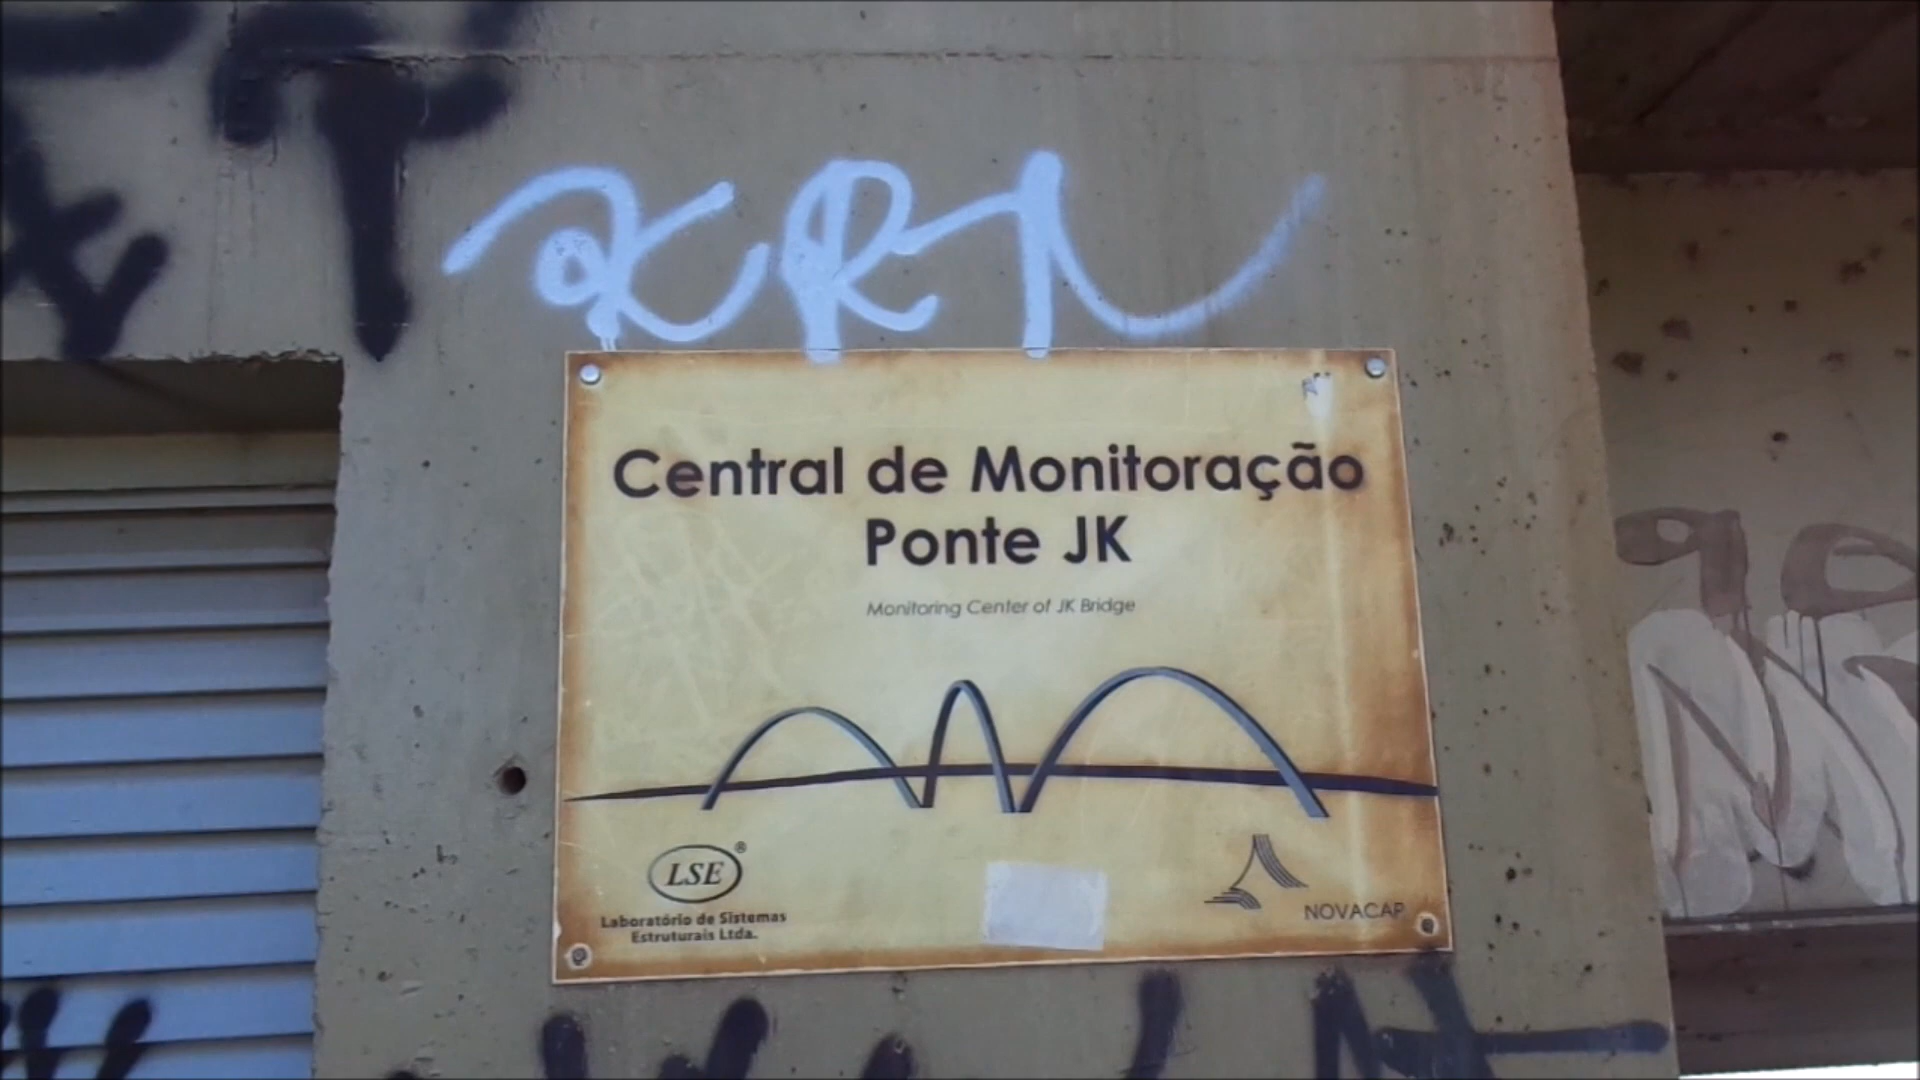 Central de Monitoração
Ponte JK
Monitoring Center of JK Bridge
LSE®
Laboratório de Sistemas
Estruturais Ltda.
NOVACAP